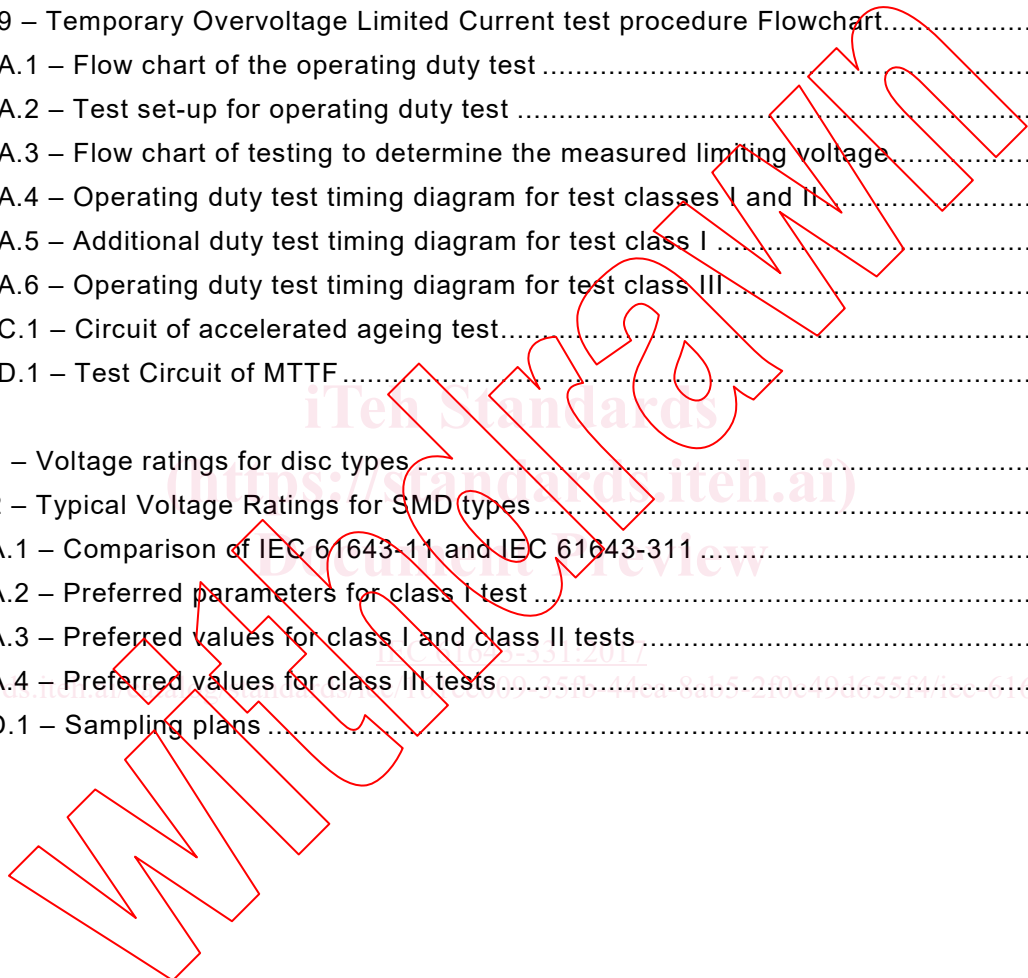 9 – Temporary Overvoltage Limited Current test procedure Flowchart
A.1 – Flow chart of the operating duty test
A.2 – Test set-up for operating duty test
A.3 – Flow chart of testing to determine the measured limiting voltage
A.4 – Operating duty test timing diagram for test classes I and II
A.5 – Additional duty test timing diagram for test class I
A.6 – Operating duty test timing diagram for test class III
C.1 – Circuit of accelerated ageing test
D.1 – Test Circuit of MTTF
iTeh Standards
– Voltage ratings for disc types
(https://standards.iteh.ai)
– Typical Voltage Ratings for SMD types
A.1 – Comparison of IEC 61643-11 and IEC 61643-311
Document Preview
A.2 – Preferred parameters for class I test
A.3 – Preferred values for class I and class II tests
IEC 61643-331:2017
A.4 – Preferred values for class III tests
D.1 – Sampling plans
withdrawn